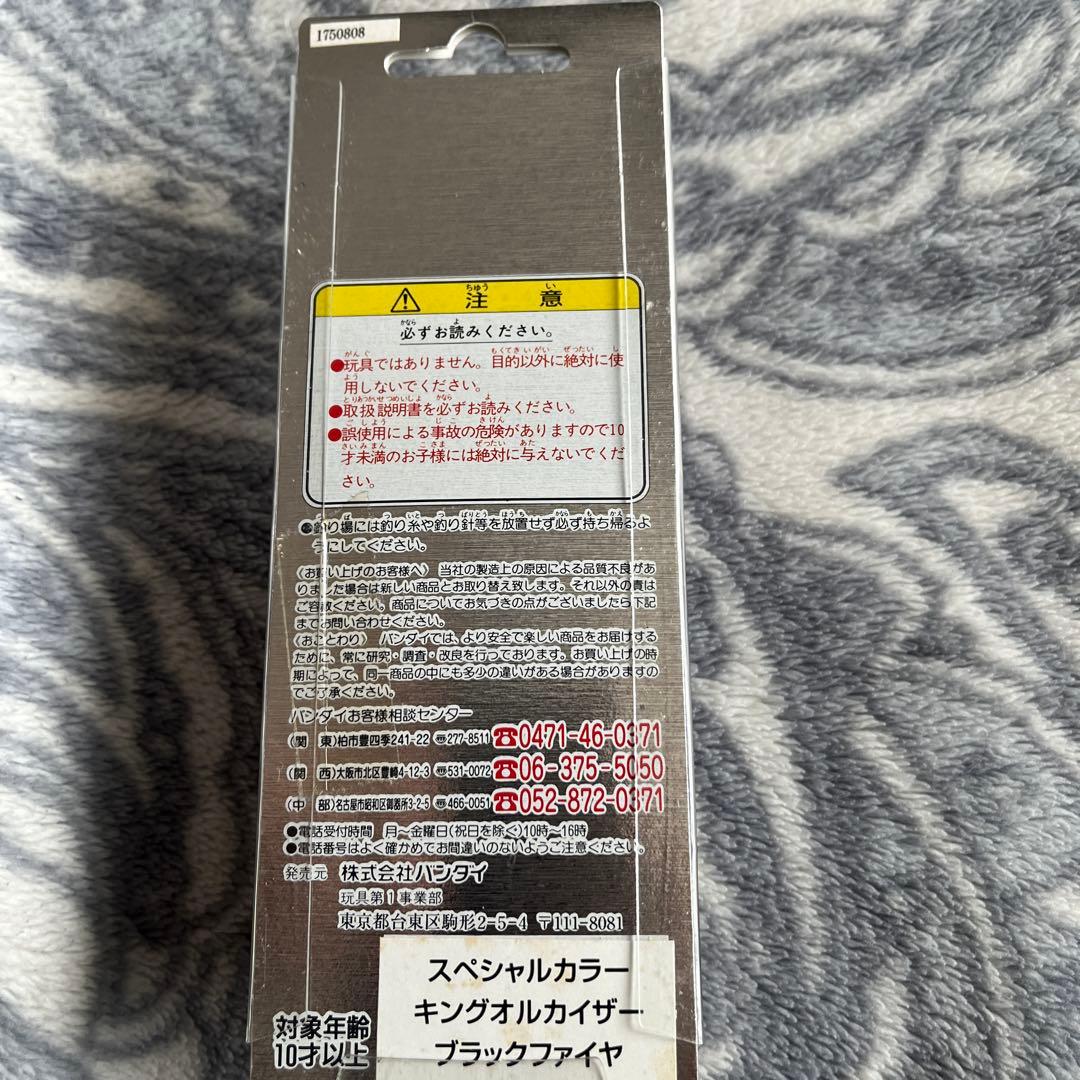 1750808
注意
必ずお読みください。
●玩具ではありません。目的以外に絶対に使
用しないでください。
●取扱説明書を必ずお読みください。
●誤使用による事故の危険がありますので10
才未満のお子様には絶対に与えないでくだ
さい。
●釣り場には釣り糸や釣り針等を放置せず必ず持ち帰るよ
うにしてください。
〈お買い上げのお客様へ〉 当社の製造上の原因による品質不良があ
りました場合は新しい商品とお取り替え致します。それ以外の責は
ご容赦ください。商品についてお気づきの点がございましたら下記
までお問い合わせください。
〈おことわり〉 バンダイでは、より安全で楽しい商品をお届けする
ために、常に研究・調査・改良を行っております。お買い上げの時
期によって、同一商品の中にも多少の違いがある場合がありますの
でご了承ください。
バンダイお客様相談センター
(関 東)柏市豊四季241-22 〒277-8511 ☎0471-46-0371
(関 西)大阪市北区豊崎4-12-3 〒531-0072 ☎06-375-5050
(中 部)名古屋市昭和区御器所3-2-5 〒466-0051 ☎052-872-0371
●電話受付時間 月〜金曜日(祝日を除く)10時〜16時
●電話番号はよく確かめてお間違いのないようご注意ください。
発売元 株式会社バンダイ
玩具第1事業部
東京都台東区駒形2-5-4 〒111-8081
対象年齢
10才以上
スペシャルカラー
キングオルカイザー
ブラックファイヤ